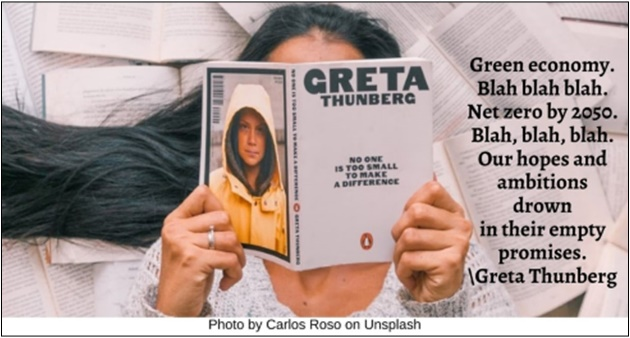 GRETA
THUNBERG
NO ONE
IS TOO SMALL
TO MAKE
A DIFFERENCE
NO ONE IS TOO SMALL TO MAKE A DIFFERENCE GRETA THUNBERG
Green economy.
Blah blah blah.
Net zero by 2050.
Blah, blah, blah.
Our hopes and
ambitions
drown
in their empty
promises.
\Greta Thunberg
Photo by Carlos Roso on Unsplash